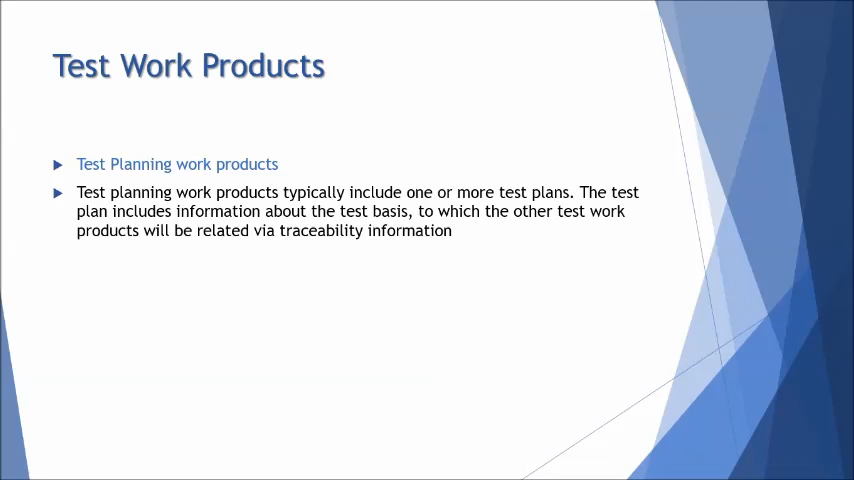 Test Work Products
Test Planning work products
Test planning work products typically include one or more test plans. The test
plan includes information about the test basis, to which the other test work
products will be related via traceability information